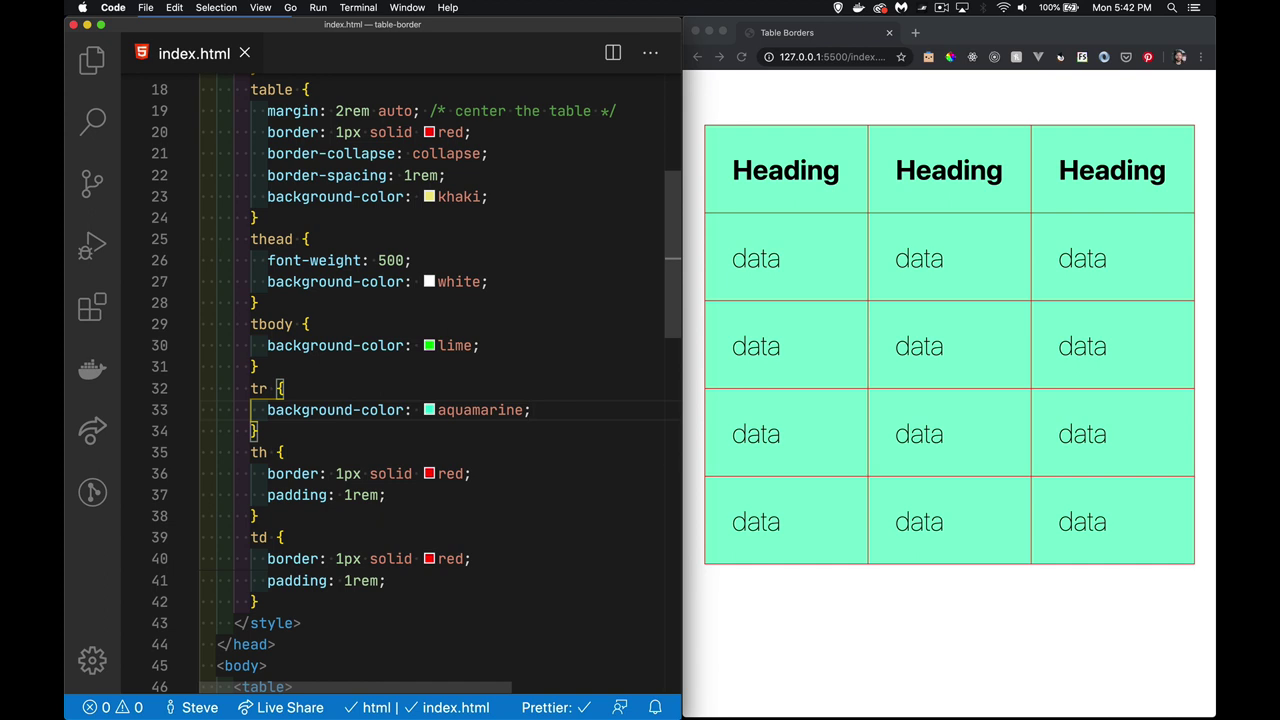 Code File Edit Selection View Go Run Terminal Window Help
100% Mon 5:42 PM
index.html — table-border
index.html
18 table {
19 margin: 2rem auto; /* center the table */
20 border: 1px solid red;
21 border-collapse: collapse;
22 border-spacing: 1rem;
23 background-color: khaki;
24 }
25 thead {
26 font-weight: 500;
27 background-color: white;
28 }
29 tbody {
30 background-color: lime;
31 }
32 tr {
33 background-color: aquamarine;
34 }
35 th {
36 border: 1px solid red;
37 padding: 1rem;
38 }
39 td {
40 border: 1px solid red;
41 padding: 1rem;
42 }
43 </style>
44 </head>
45 <body>
46 <table>
0 0 Steve Live Share html | index.html Prettier:
Table Borders
127.0.0.1:5500/index....
Heading Heading Heading
data data data
data data data
data data data
data data data